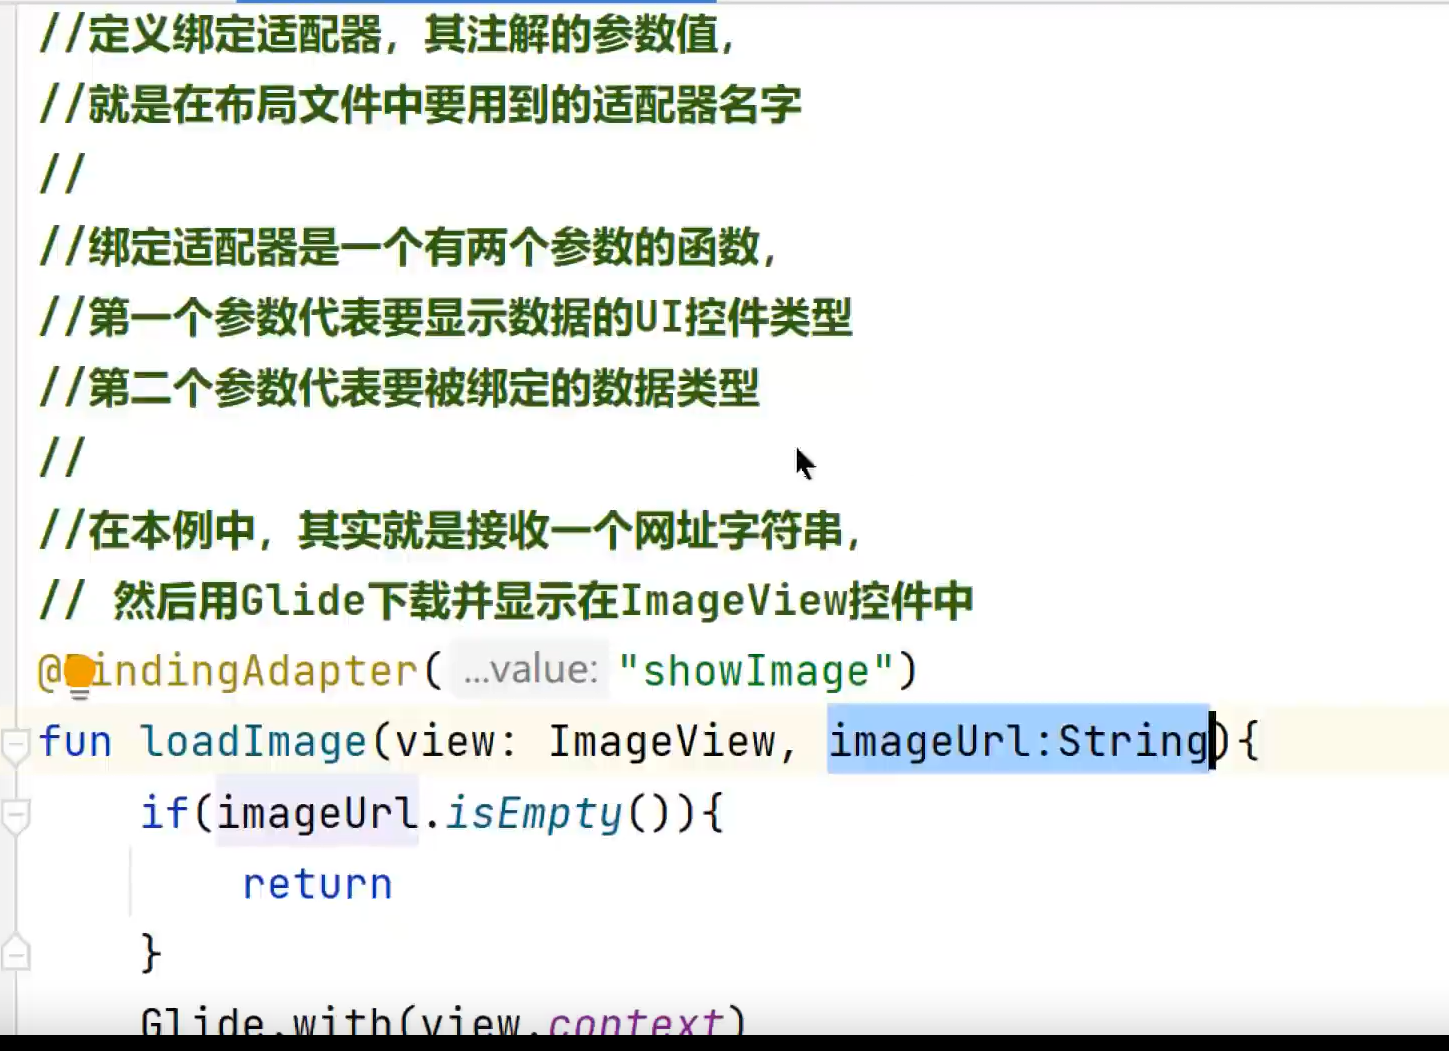 //定义绑定适配器，其注解的参数值，
//就是在布局文件中要用到的适配器名字
//
//绑定适配器是一个有两个参数的函数，
//第一个参数代表要显示数据的UI控件类型
//第二个参数代表要被绑定的数据类型
//
//在本例中，其实就是接收一个网址字符串，
// 然后用Glide下载并显示在ImageView控件中
@BindingAdapter( ...value: "showImage")
fun loadImage(view: ImageView, imageUrl:String){
if(imageUrl.isEmpty()){
return
}
Glide.with(view.context)